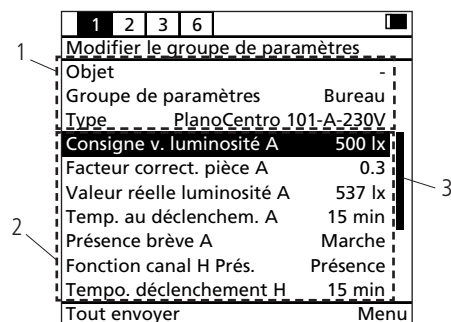 1 2 3 6
Modifier le groupe de paramètres
1
Objet -
Groupe de paramètres Bureau
Type PlanoCentro 101-A-230V
Consigne v. luminosité A 500 lx
Facteur correct. pièce A 0.3
Valeur réelle luminosité A 537 lx
3
Temp. au déclenchem. A 15 min
2
Présence brève A Marche
Fonction canal H Prés. Présence
Tempo. déclenchement H 15 min
Tout envoyer Menu